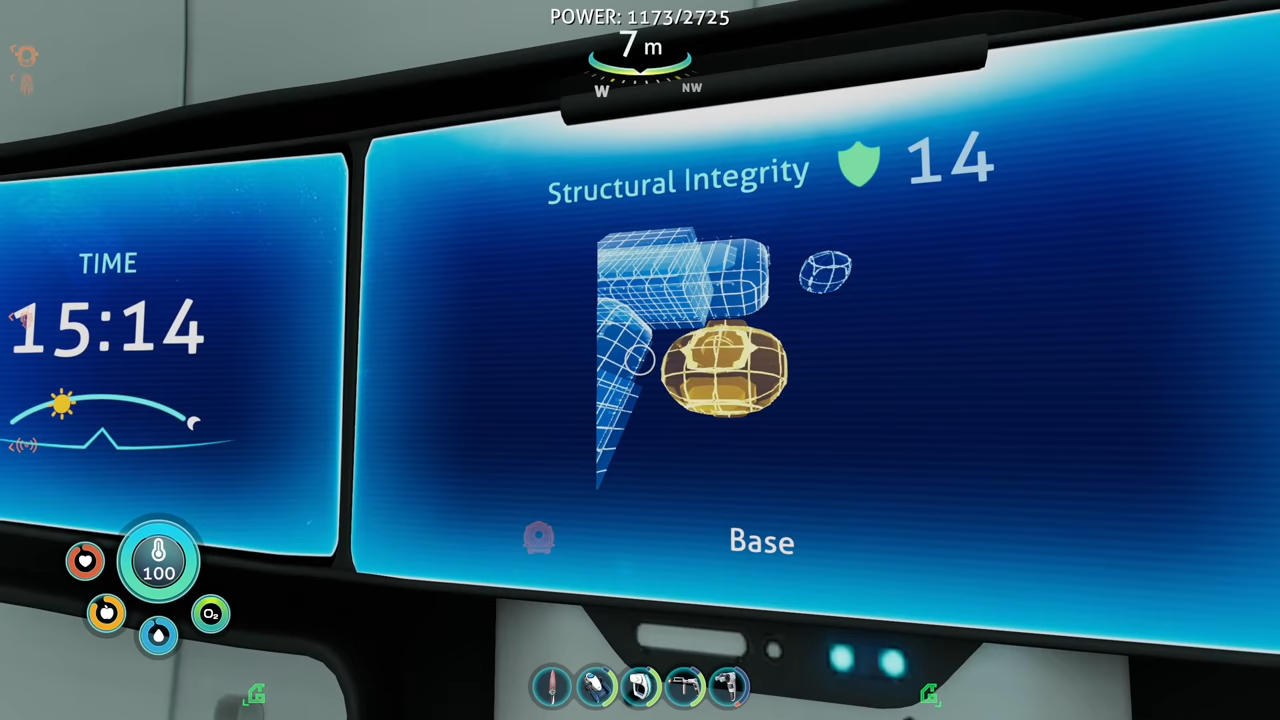 POWER: 1173/2725
7 m
W NW
Structural Integrity 14
TIME
15:14
Base
100
O₂